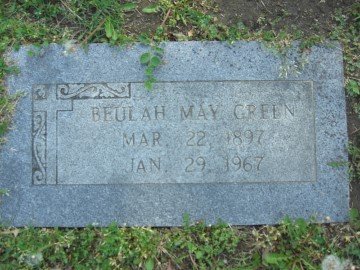 BEULAH MAY GREEN
MAR. 22, 1897
JAN. 29, 1967